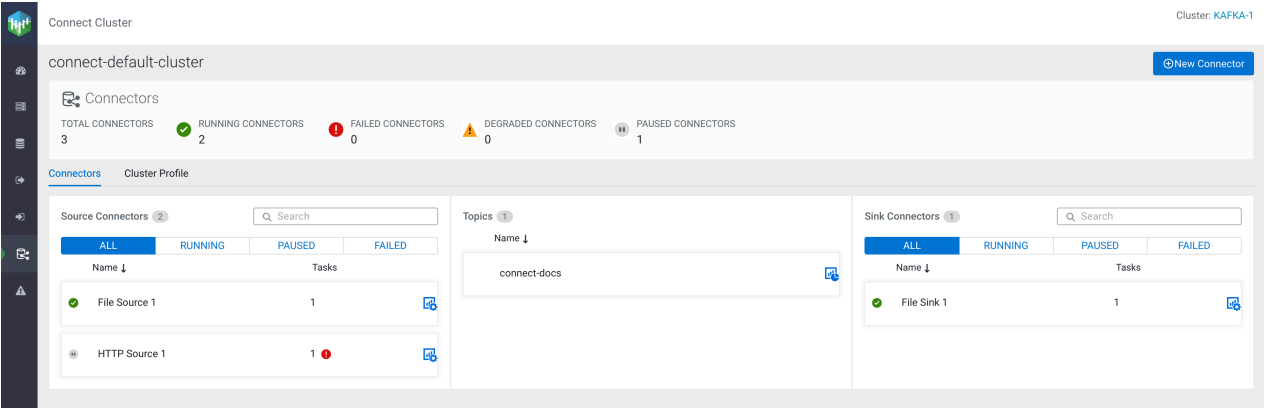 Connect Cluster
Cluster: KAFKA-1
connect-default-cluster
New Connector
Connectors
TOTAL CONNECTORS
3
RUNNING CONNECTORS
2
FAILED CONNECTORS
0
DEGRADED CONNECTORS
0
PAUSED CONNECTORS
1
Connectors Cluster Profile
Source Connectors 2
Search
ALL RUNNING PAUSED FAILED
Name ↓ Tasks
File Source 1 1
HTTP Source 1 1
Topics 1
Name ↓
connect-docs
Sink Connectors 1
Search
ALL RUNNING PAUSED FAILED
Name ↓ Tasks
File Sink 1 1